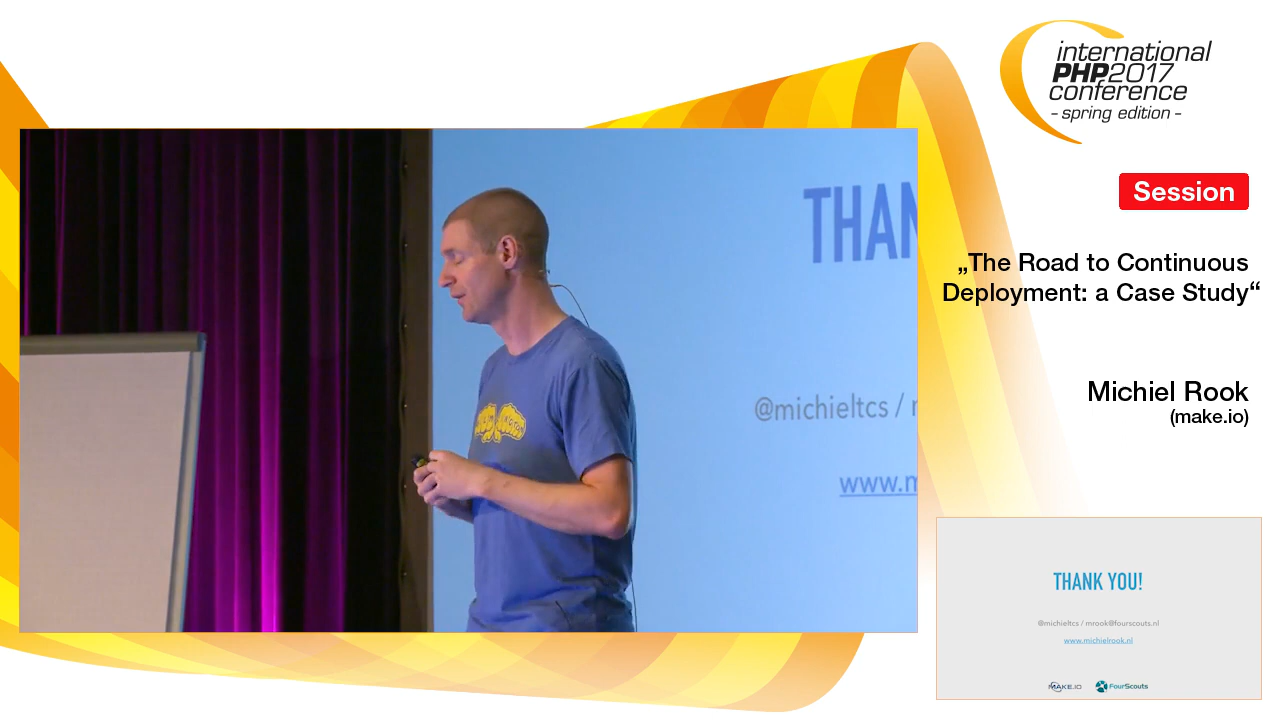 international
PHP2017
conference
- spring edition -
Session
„The Road to Continuous
Deployment: a Case Study“
Michiel Rook
(make.io)
THAN
@michieltcs /
www.m
THANK YOU!
@michieltcs / mrook@fourscouts.nl
www.michielrook.nl
MAKE.IO
FourScouts